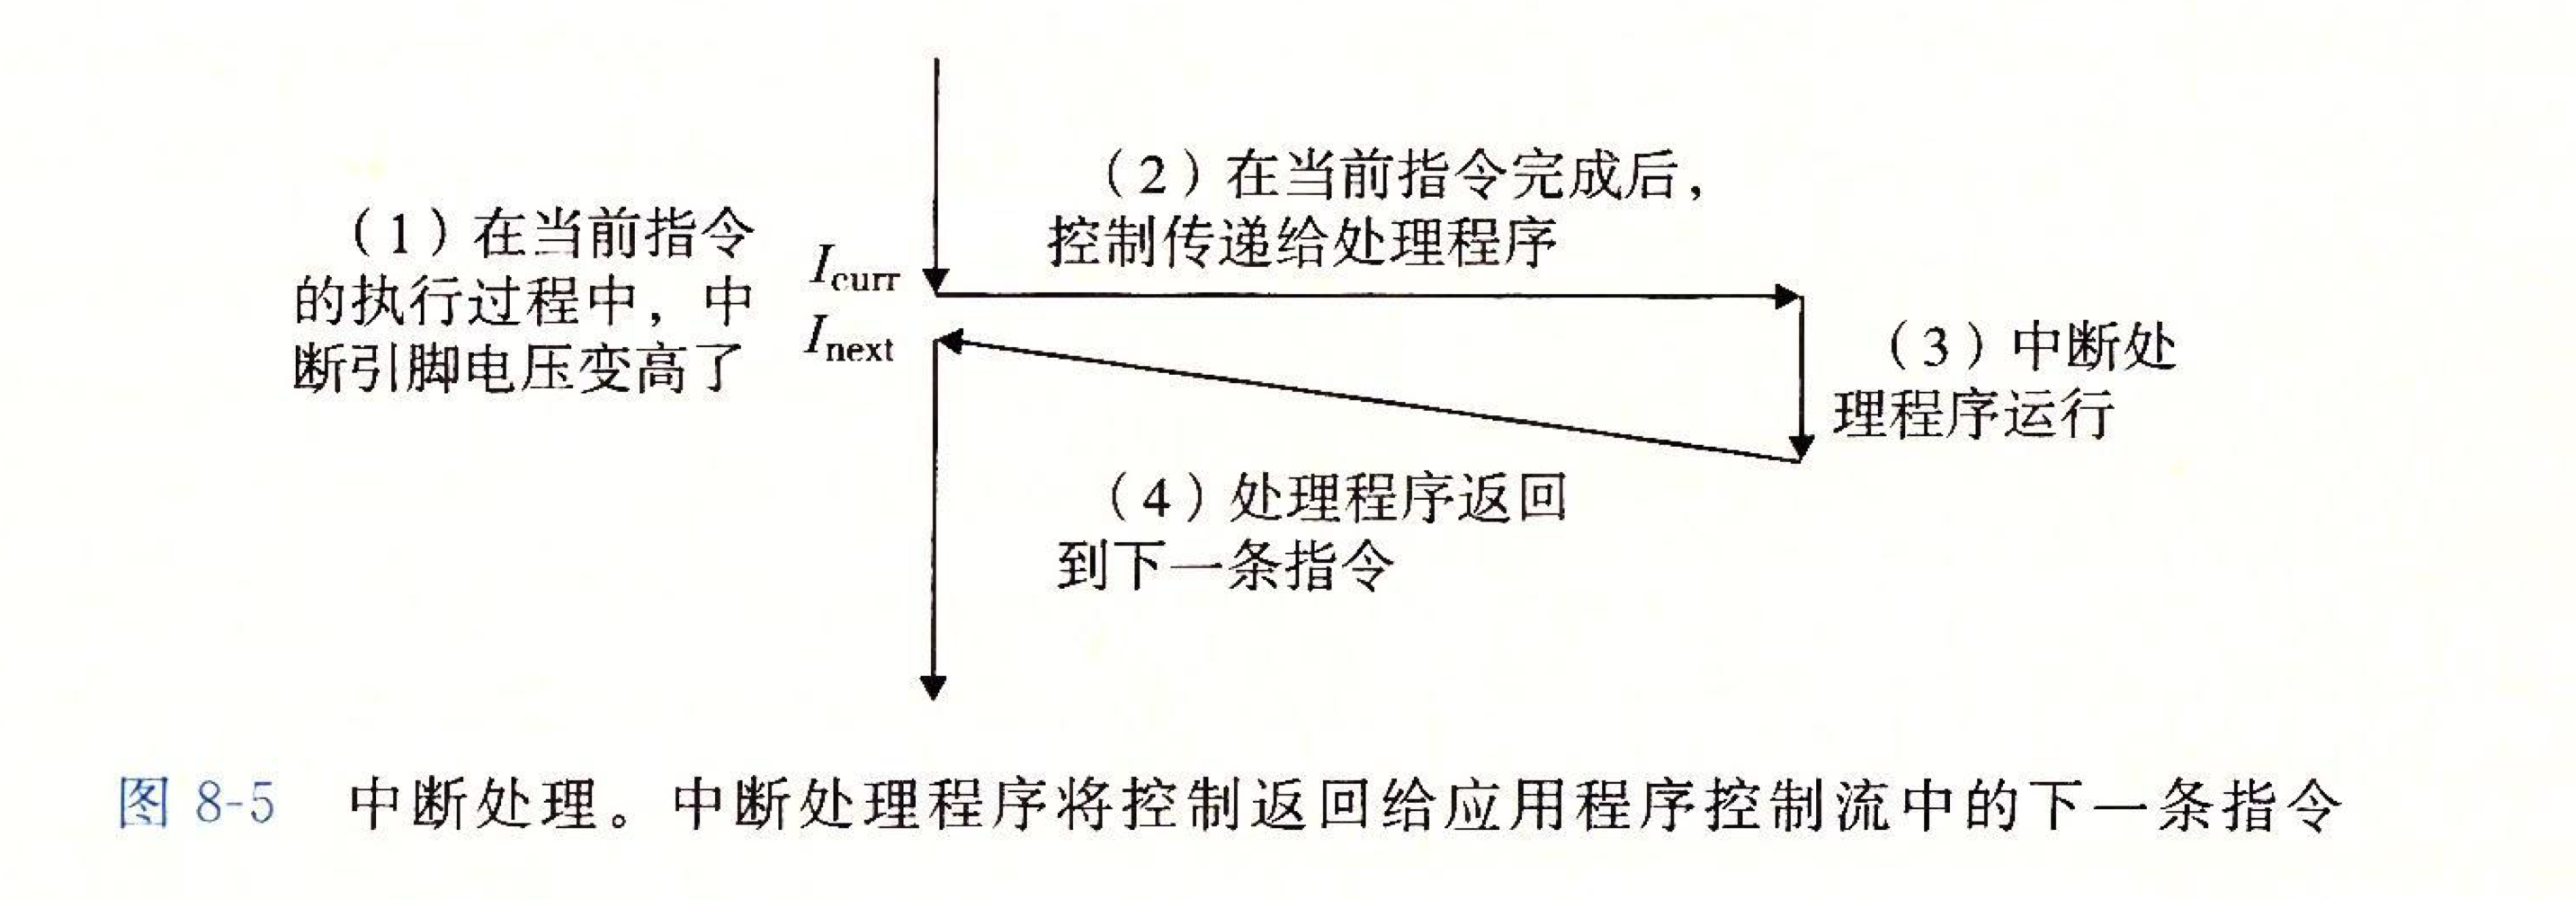 （1）在当前指令
的执行过程中，中
断引脚电压变高了
Icurr
Inext
（2）在当前指令完成后，
控制传递给处理程序
（3）中断处
理程序运行
（4）处理程序返回
到下一条指令
图 8-5 中断处理。中断处理程序将控制返回给应用程序控制流中的下一条指令